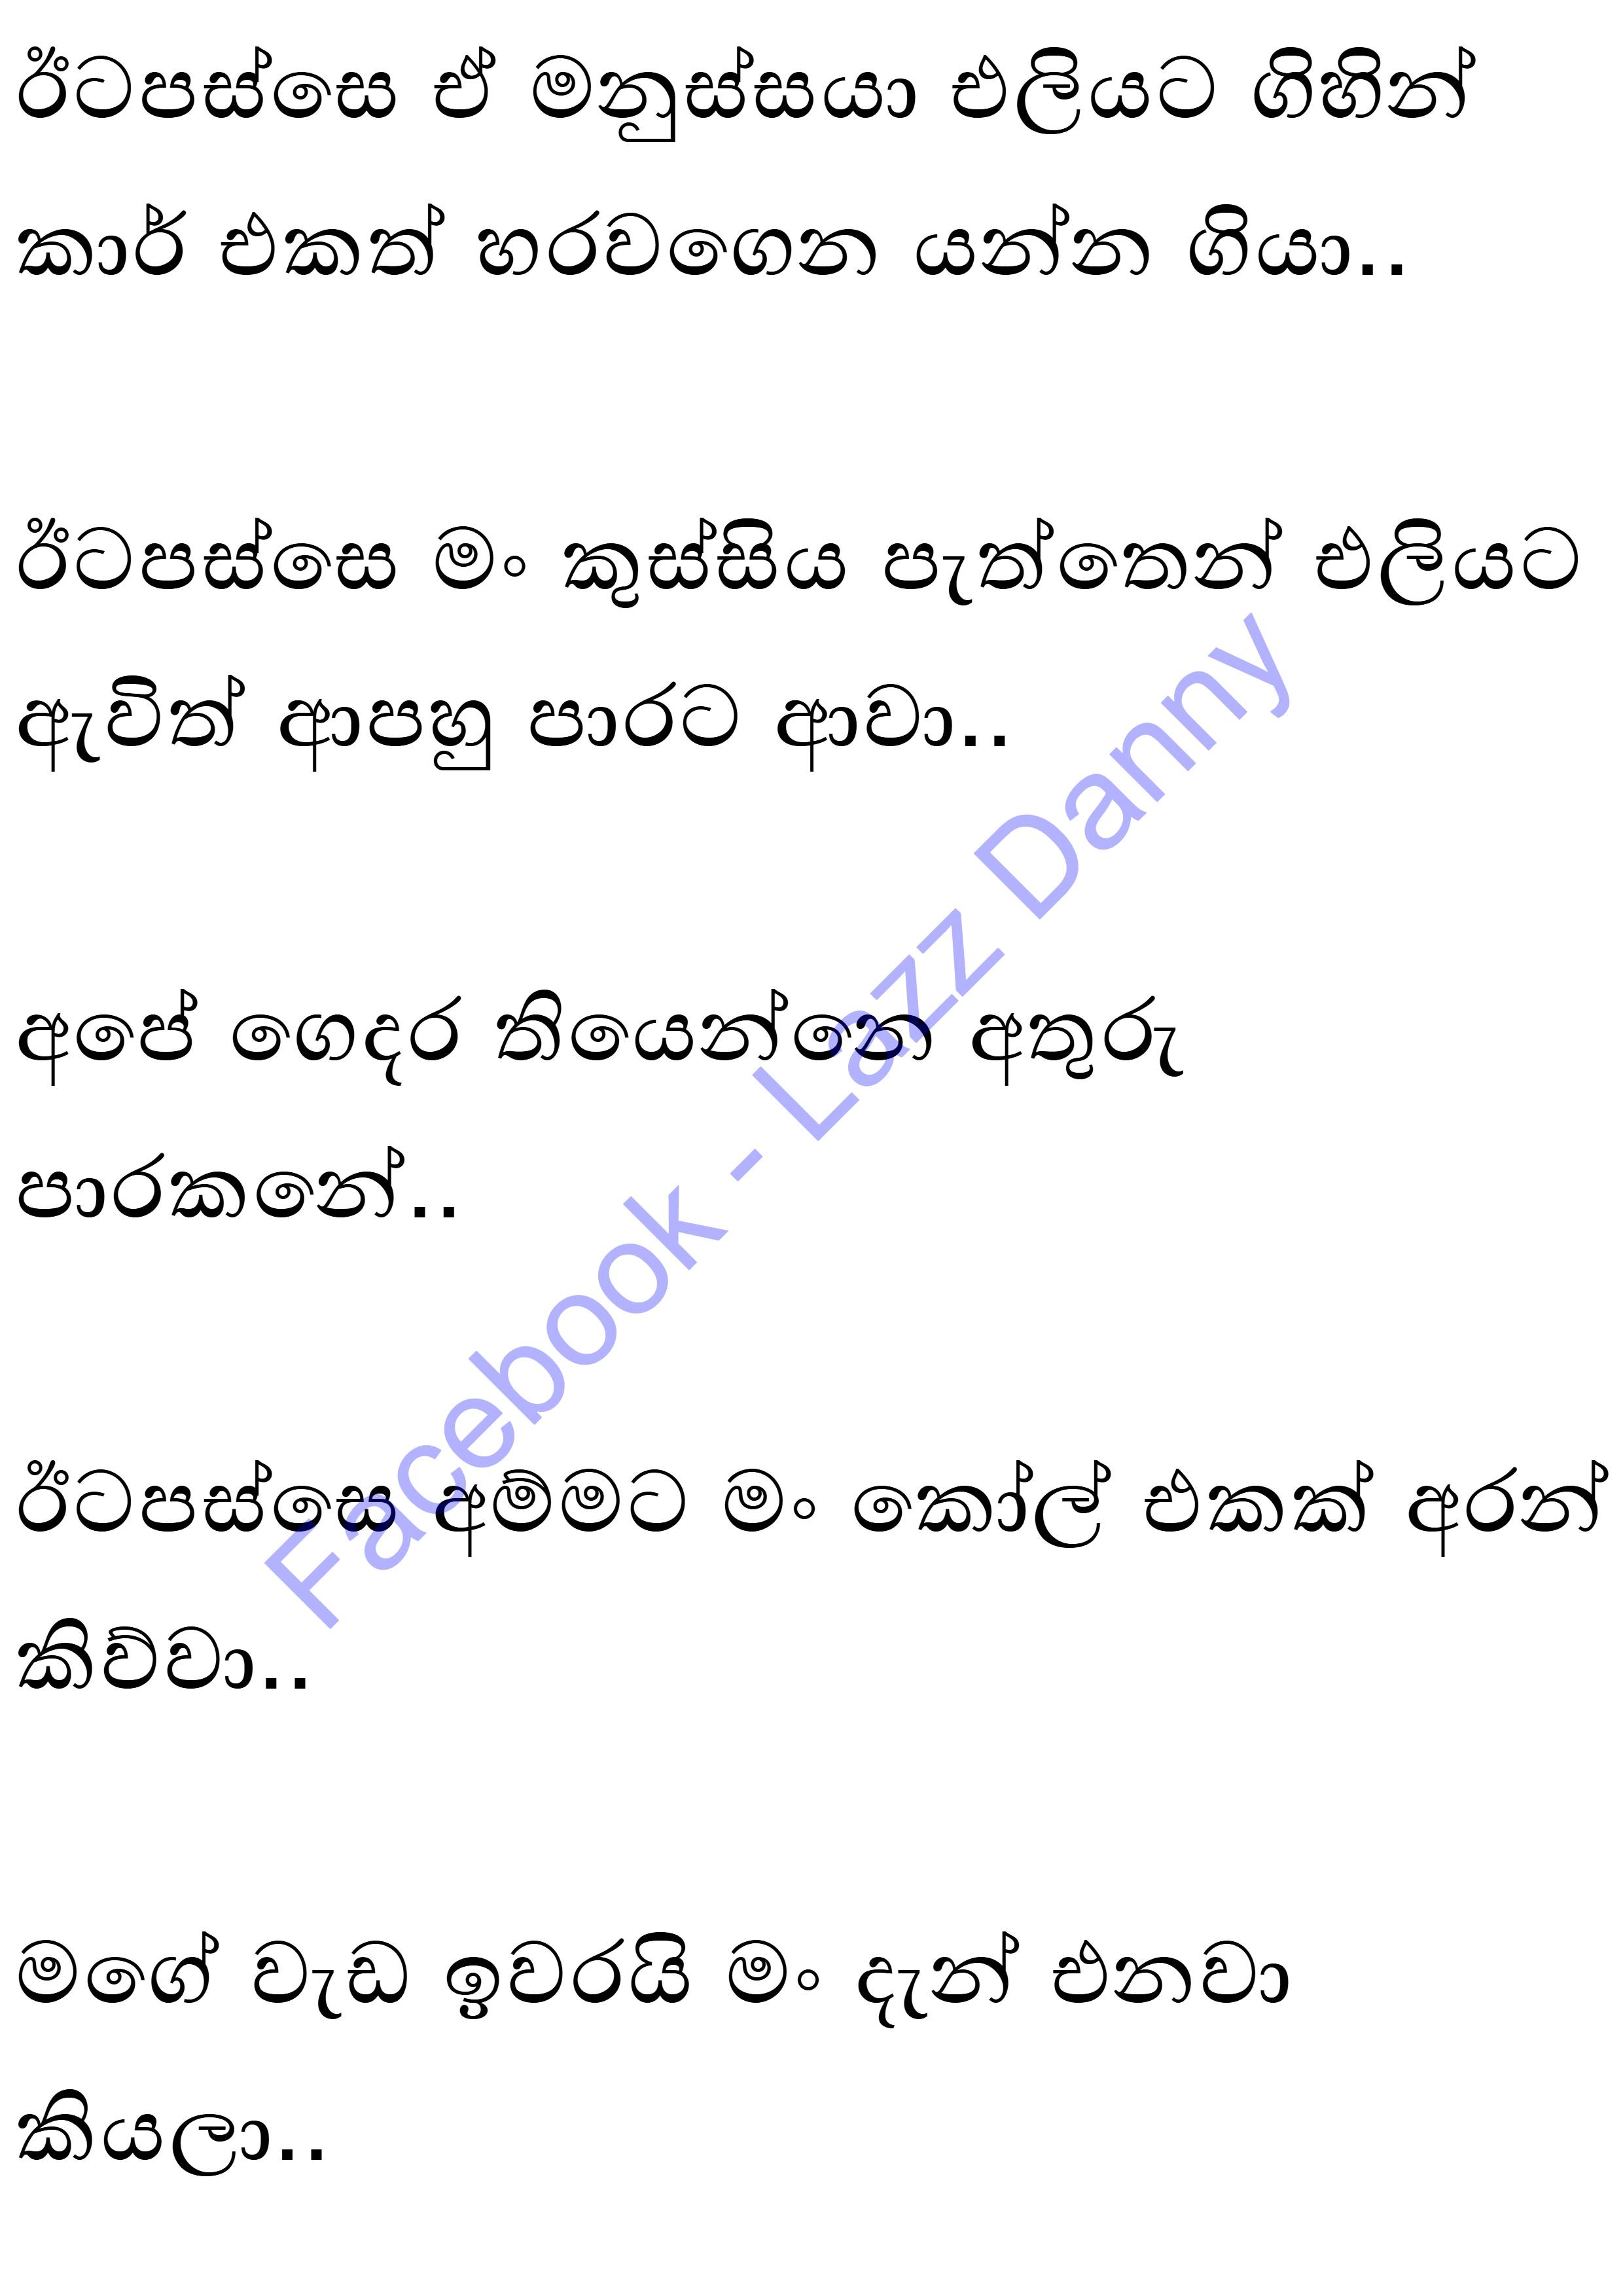 ඊටපස්සෙ ඒ මනුස්සයා එලියට ගිහින්
කාර් එකත් හරවගෙන යන්න ගියා..
ඊටපස්සෙ මං කුස්සිය පැත්තෙන් එලියට
ඇවිත් ආපහු පාරට ආවා..
අපේ ගෙදර තියෙන්නෙ අතුරු
පාරකනේ..
ඊටපස්සෙ අම්මට මං කෝල් එකක් අරන්
කිව්වා..
මගේ වැඩ ඉවරයි මං දැන් එනවා
කියලා..
Facebook - Lazz Danny